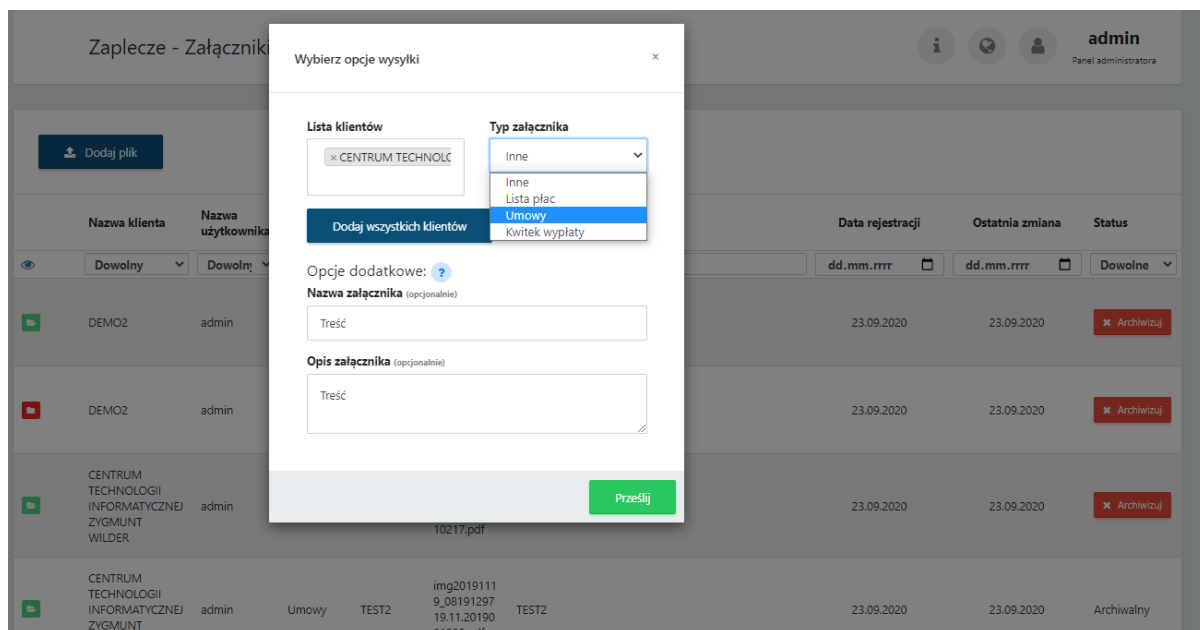 Zaplecze - Załączniki
admin
Panel administratora
Wybierz opcje wysyłki
×
Lista klientów
Typ załącznika
× CENTRUM TECHNOLO
Inne
Inne
Lista płac
Umowy
Kwitek wypłaty
Dodaj wszystkich klientów
Opcje dodatkowe: ?
Nazwa załącznika (opcjonalnie)
Treść
Opis załącznika (opcjonalnie)
Treść
Prześlij
Dodaj plik
Nazwa klienta
Nazwa
użytkownika
Data rejestracji
Ostatnia zmiana
Status
Dowolny
Dowolny
dd.mm.rrrr
dd.mm.rrrr
Dowolne
DEMO2
admin
23.09.2020
23.09.2020
Archiwizuj
DEMO2
admin
23.09.2020
23.09.2020
Archiwizuj
CENTRUM
TECHNOLOGII
INFORMATYCZNEJ
ZYGMUNT
WILDER
admin
10217.pdf
23.09.2020
23.09.2020
Archiwizuj
CENTRUM
TECHNOLOGII
INFORMATYCZNEJ
ZYGMUNT
admin
Umowy
TEST2
img2019111
9_08191297
19.11.20190
TEST2
23.09.2020
23.09.2020
Archiwalny